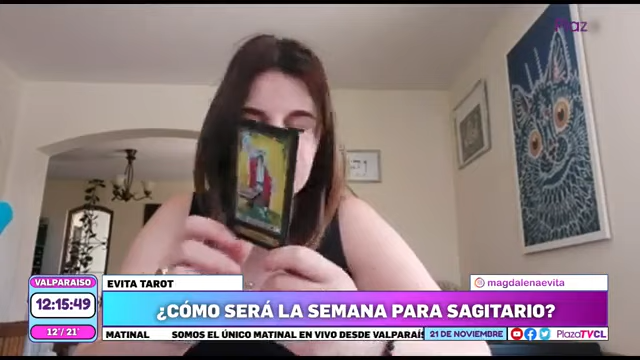 Plaz
VALPARAISO
12:15:49
12'/ 21'
EVITA TAROT
magdalenaevita
¿CÓMO SERÁ LA SEMANA PARA SAGITARIO?
MATINAL SOMOS EL ÚNICO MATINAL EN VIVO DESDE VALPARAÍS
21 DE NOVIEMBRE
PlazaTVCL